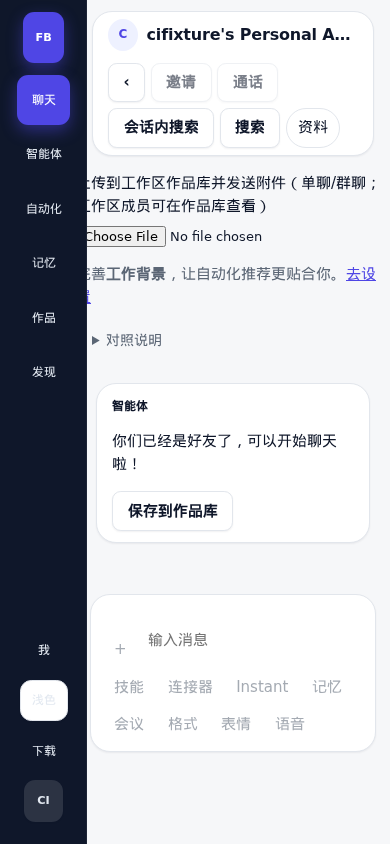 FB
聊天
智能体
自动化
记忆
作品
发现
我
浅色
下载
CI
C
cifixture's Personal A...
‹
邀请
通话
会话内搜索
搜索
资料
传到工作区作品库并发送附件（单聊/群聊；
作区成员可在作品库查看）
Choose File No file chosen
善工作背景，让自动化推荐更贴合你。去设
置
▶ 对照说明
智能体
你们已经是好友了，可以开始聊天
啦！
保存到作品库
+ 输入消息
技能 连接器 Instant 记忆
会议 格式 表情 语音